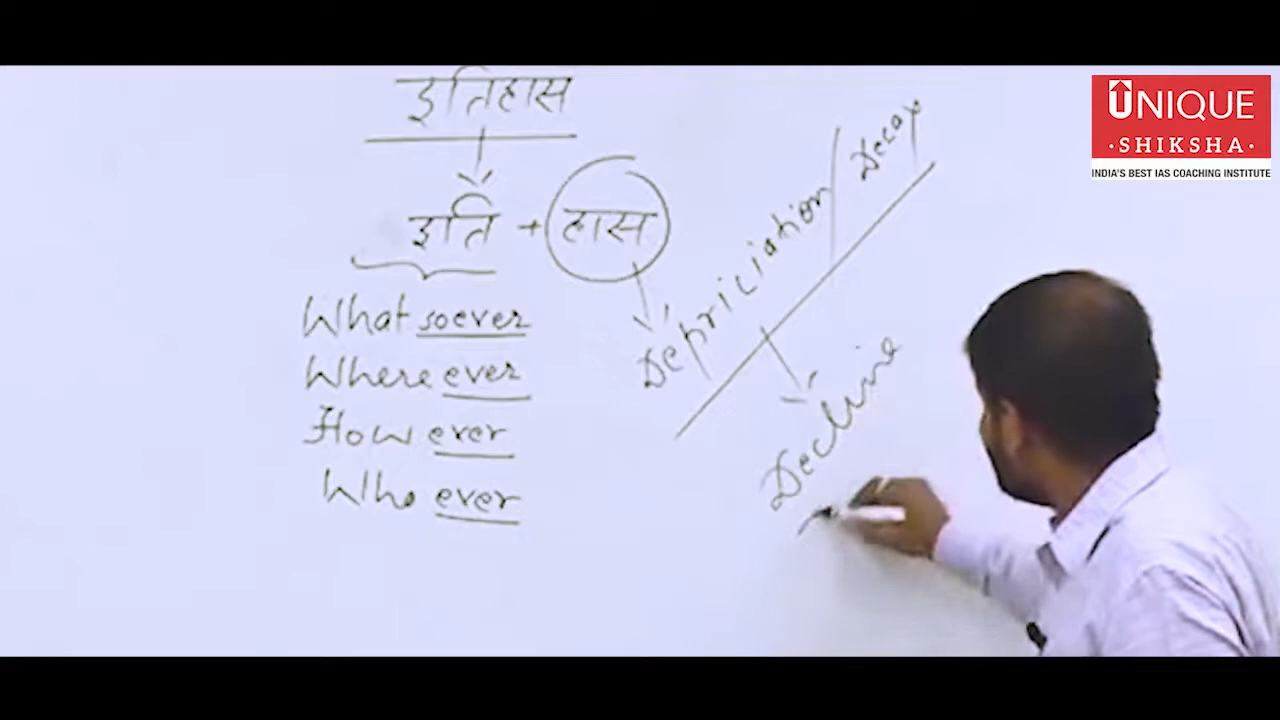 इतिहास
इति + हास
What soever
Where ever
How ever
Who ever
Depriciation / Decay
Decline
UNIQUE
·SHIKSHA·
INDIA'S BEST IAS COACHING INSTITUTE